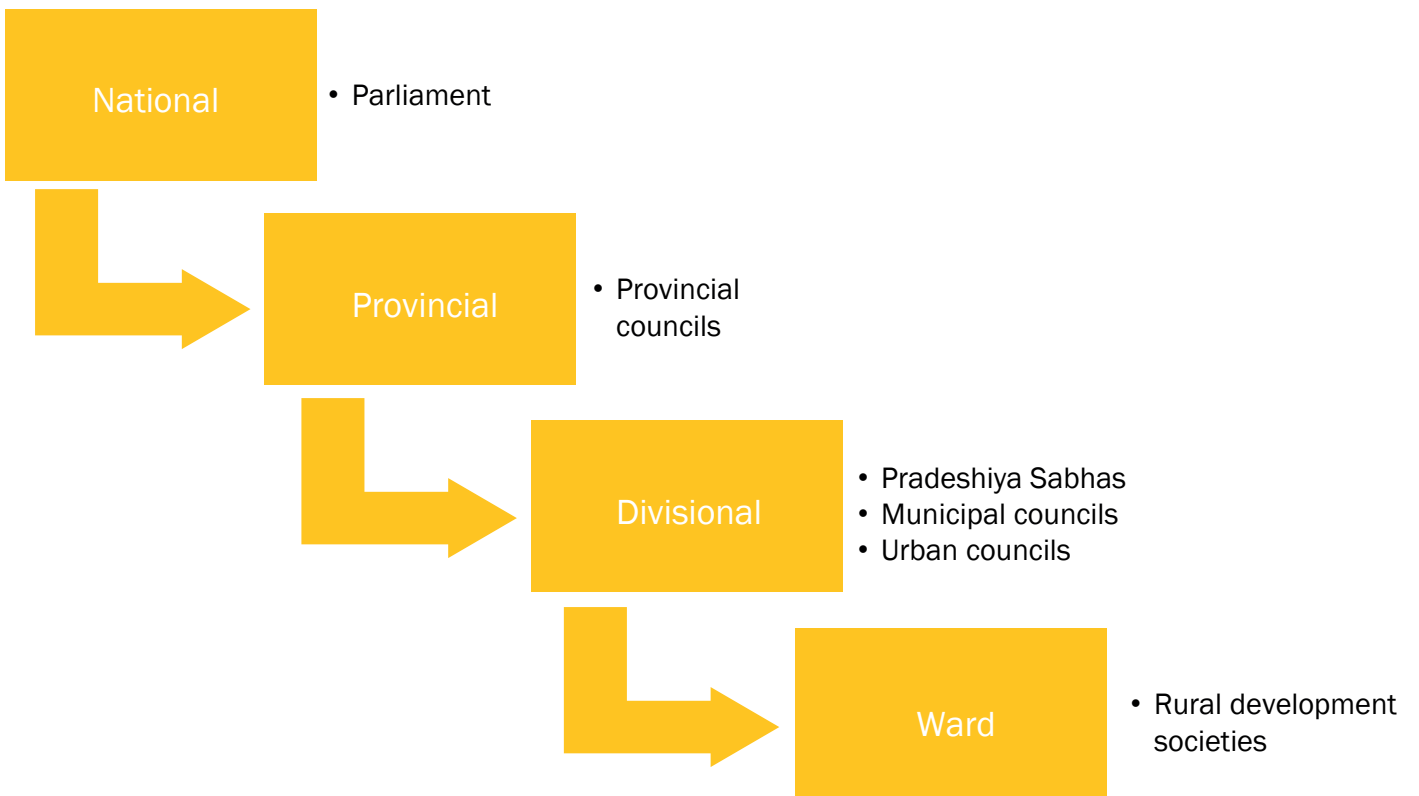 National
• Parliament
Provincial
• Provincial
councils
Divisional
• Pradeshiya Sabhas
• Municipal councils
• Urban councils
Ward
• Rural development
societies